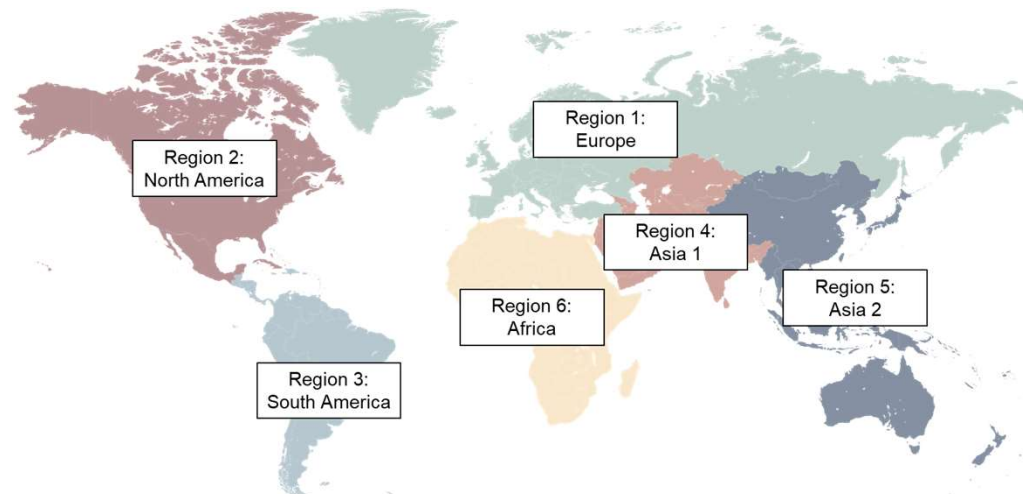 Region 1:
Europe
Region 2:
North America
Region 4:
Asia 1
Region 5:
Asia 2
Region 6:
Africa
Region 3:
South America